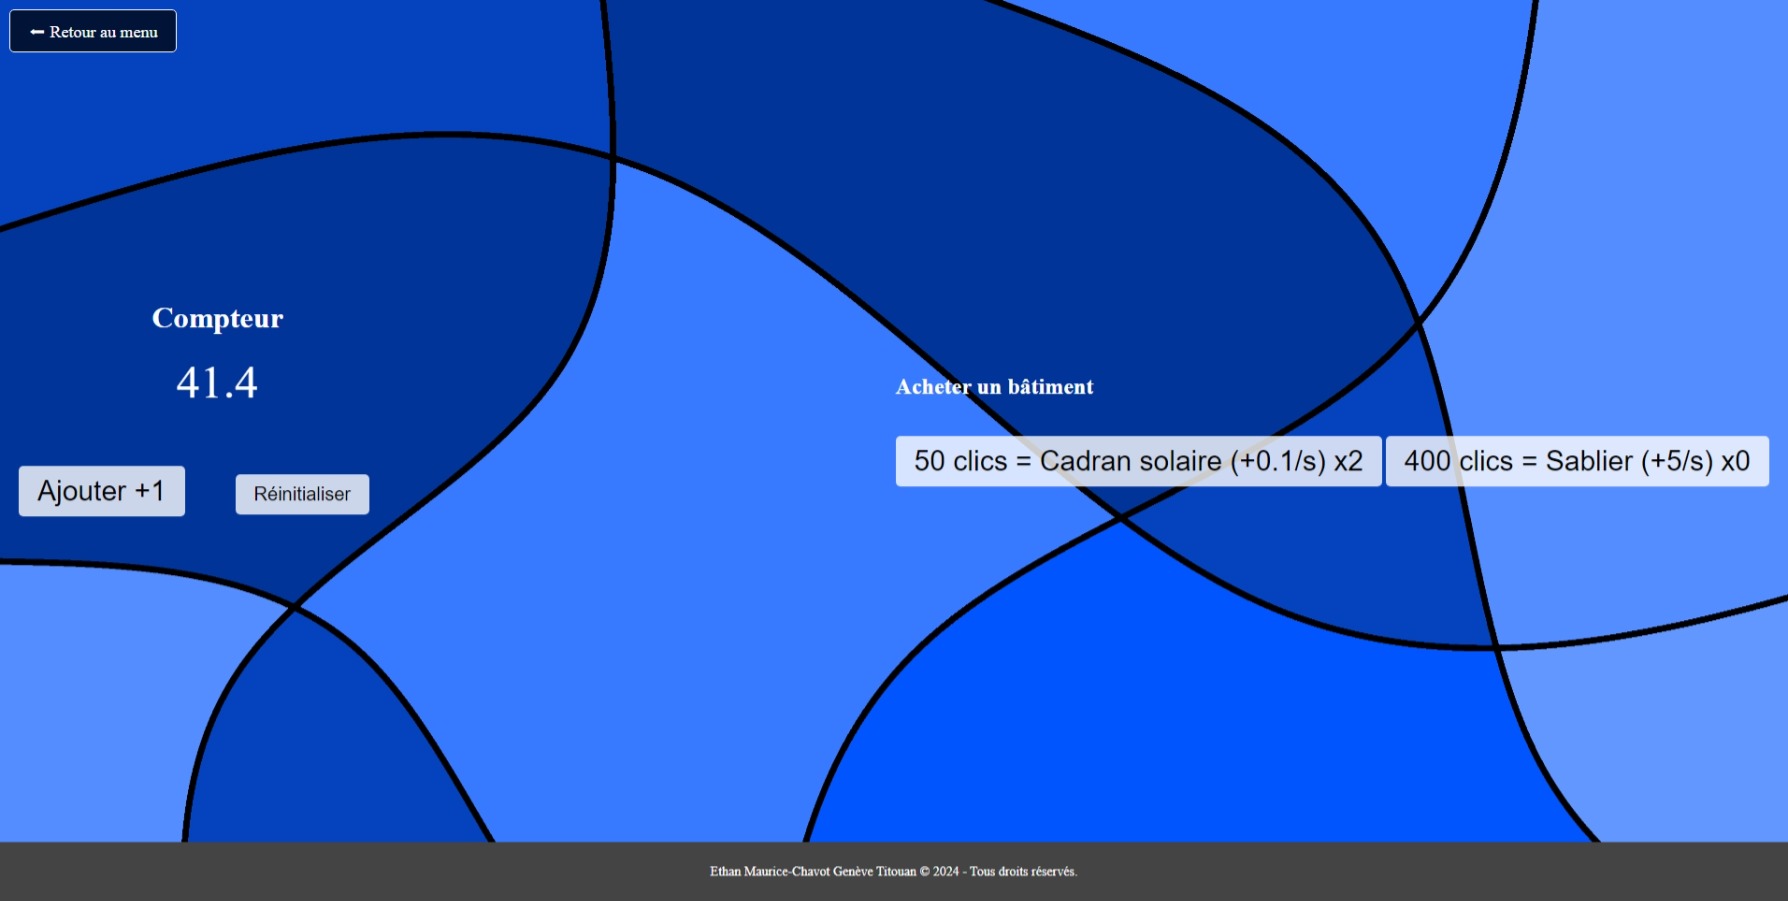 ⬅ Retour au menu
Compteur
41.4
Ajouter +1
Réinitialiser
Acheter un bâtiment
50 clics = Cadran solaire (+0.1/s) x2
400 clics = Sablier (+5/s) x0
Ethan Maurice-Chavot Genève Titouan © 2024 - Tous droits réservés.